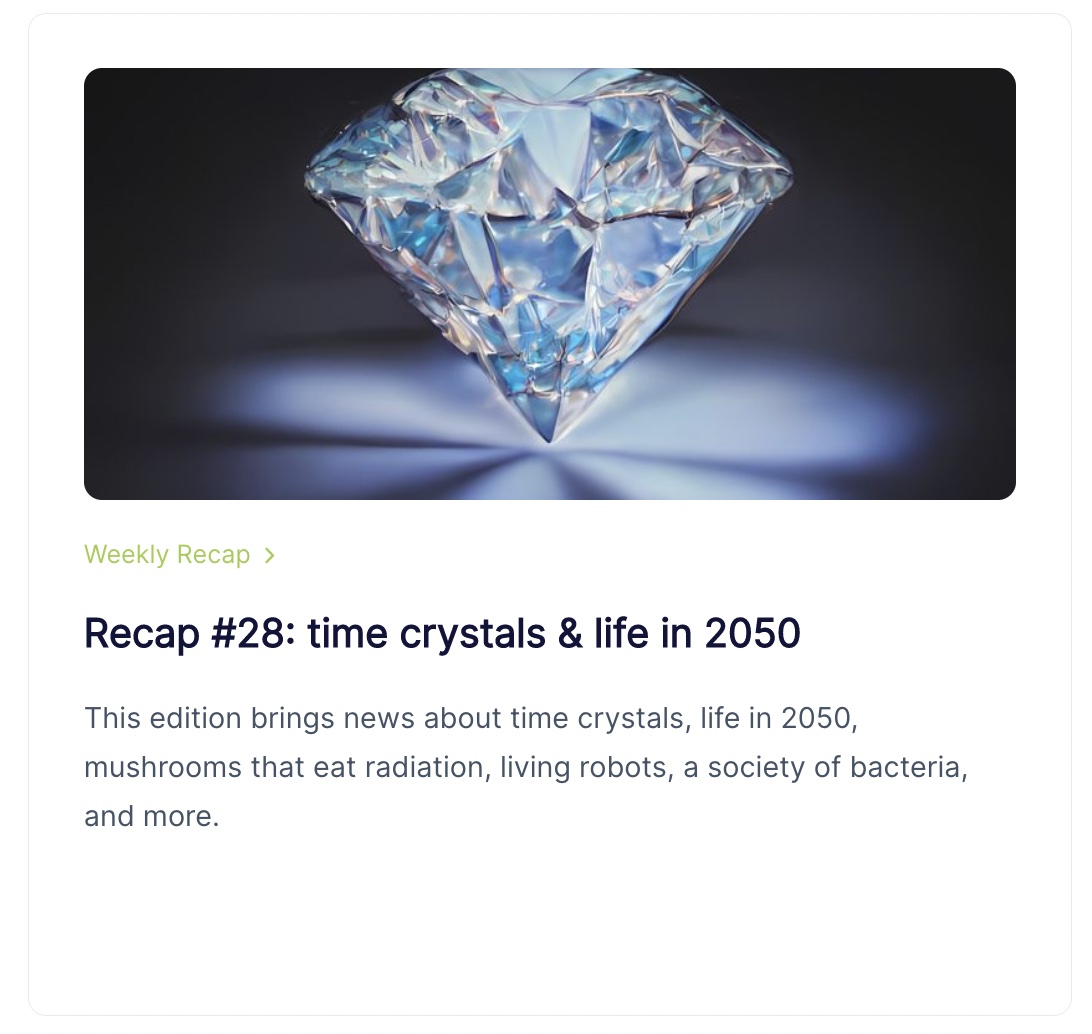 Weekly Recap
Recap #28: time crystals & life in 2050
This edition brings news about time crystals, life in 2050,
mushrooms that eat radiation, living robots, a society of bacteria,
and more.